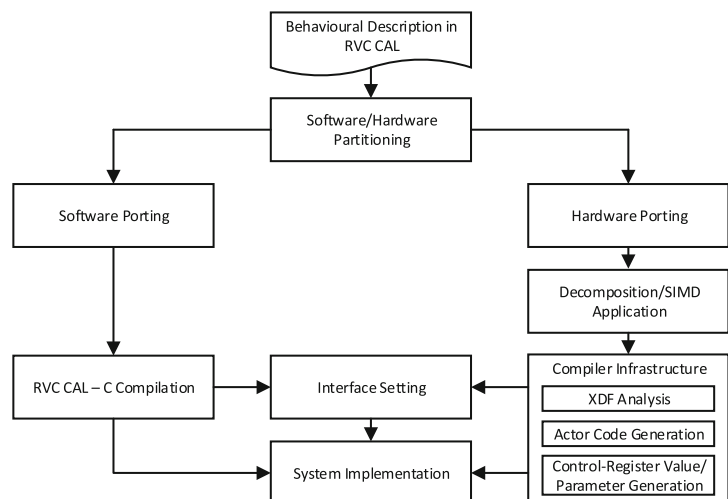 Behavioural Description in
RVC CAL
Software/Hardware
Partitioning
Software Porting
Hardware Porting
Decomposition/SIMD
Application
RVC CAL – C Compilation
Interface Setting
Compiler Infrastructure
XDF Analysis
Actor Code Generation
Control-Register Value/
Parameter Generation
System Implementation